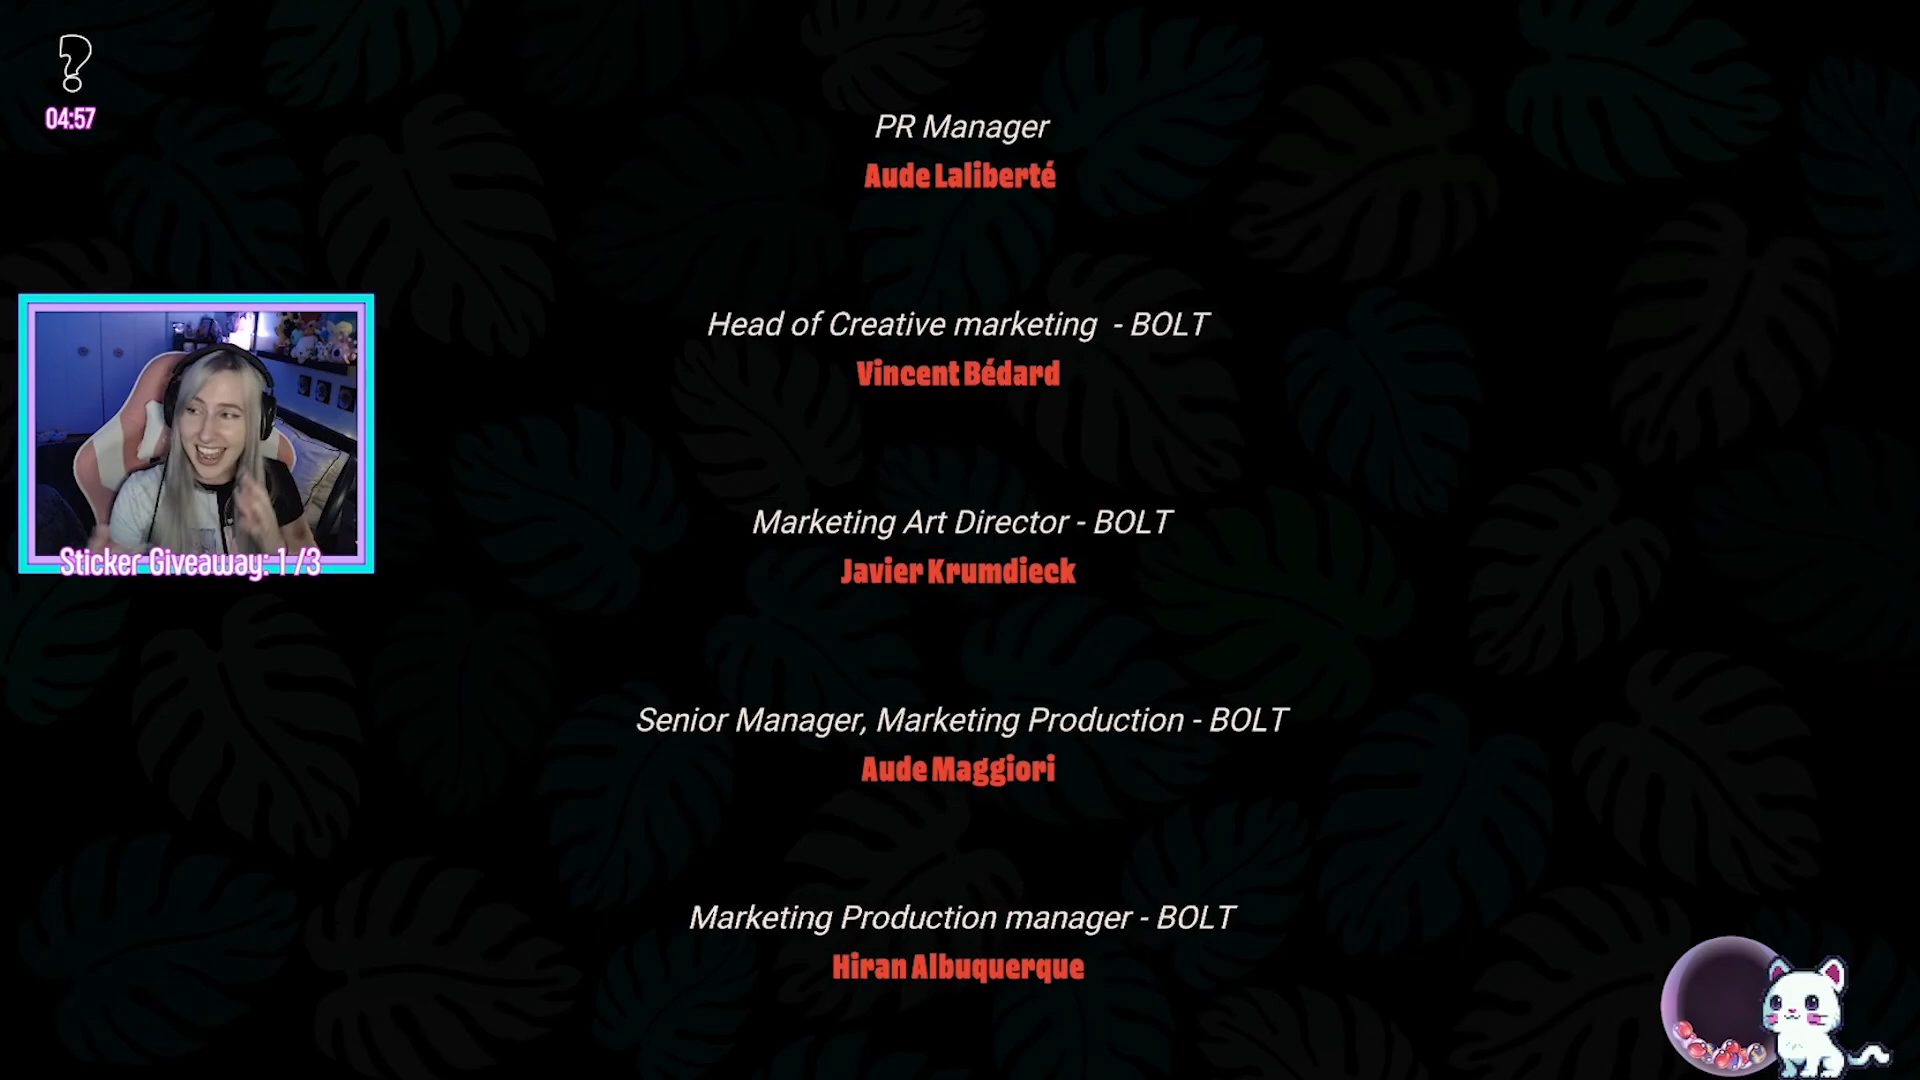 ?
04:57
PR Manager
Aude Laliberté
Head of Creative marketing - BOLT
Vincent Bédard
Marketing Art Director - BOLT
Javier Krumdieck
Sticker Giveaway: 1 /3
Senior Manager, Marketing Production - BOLT
Aude Maggiori
Marketing Production manager - BOLT
Hiran Albuquerque